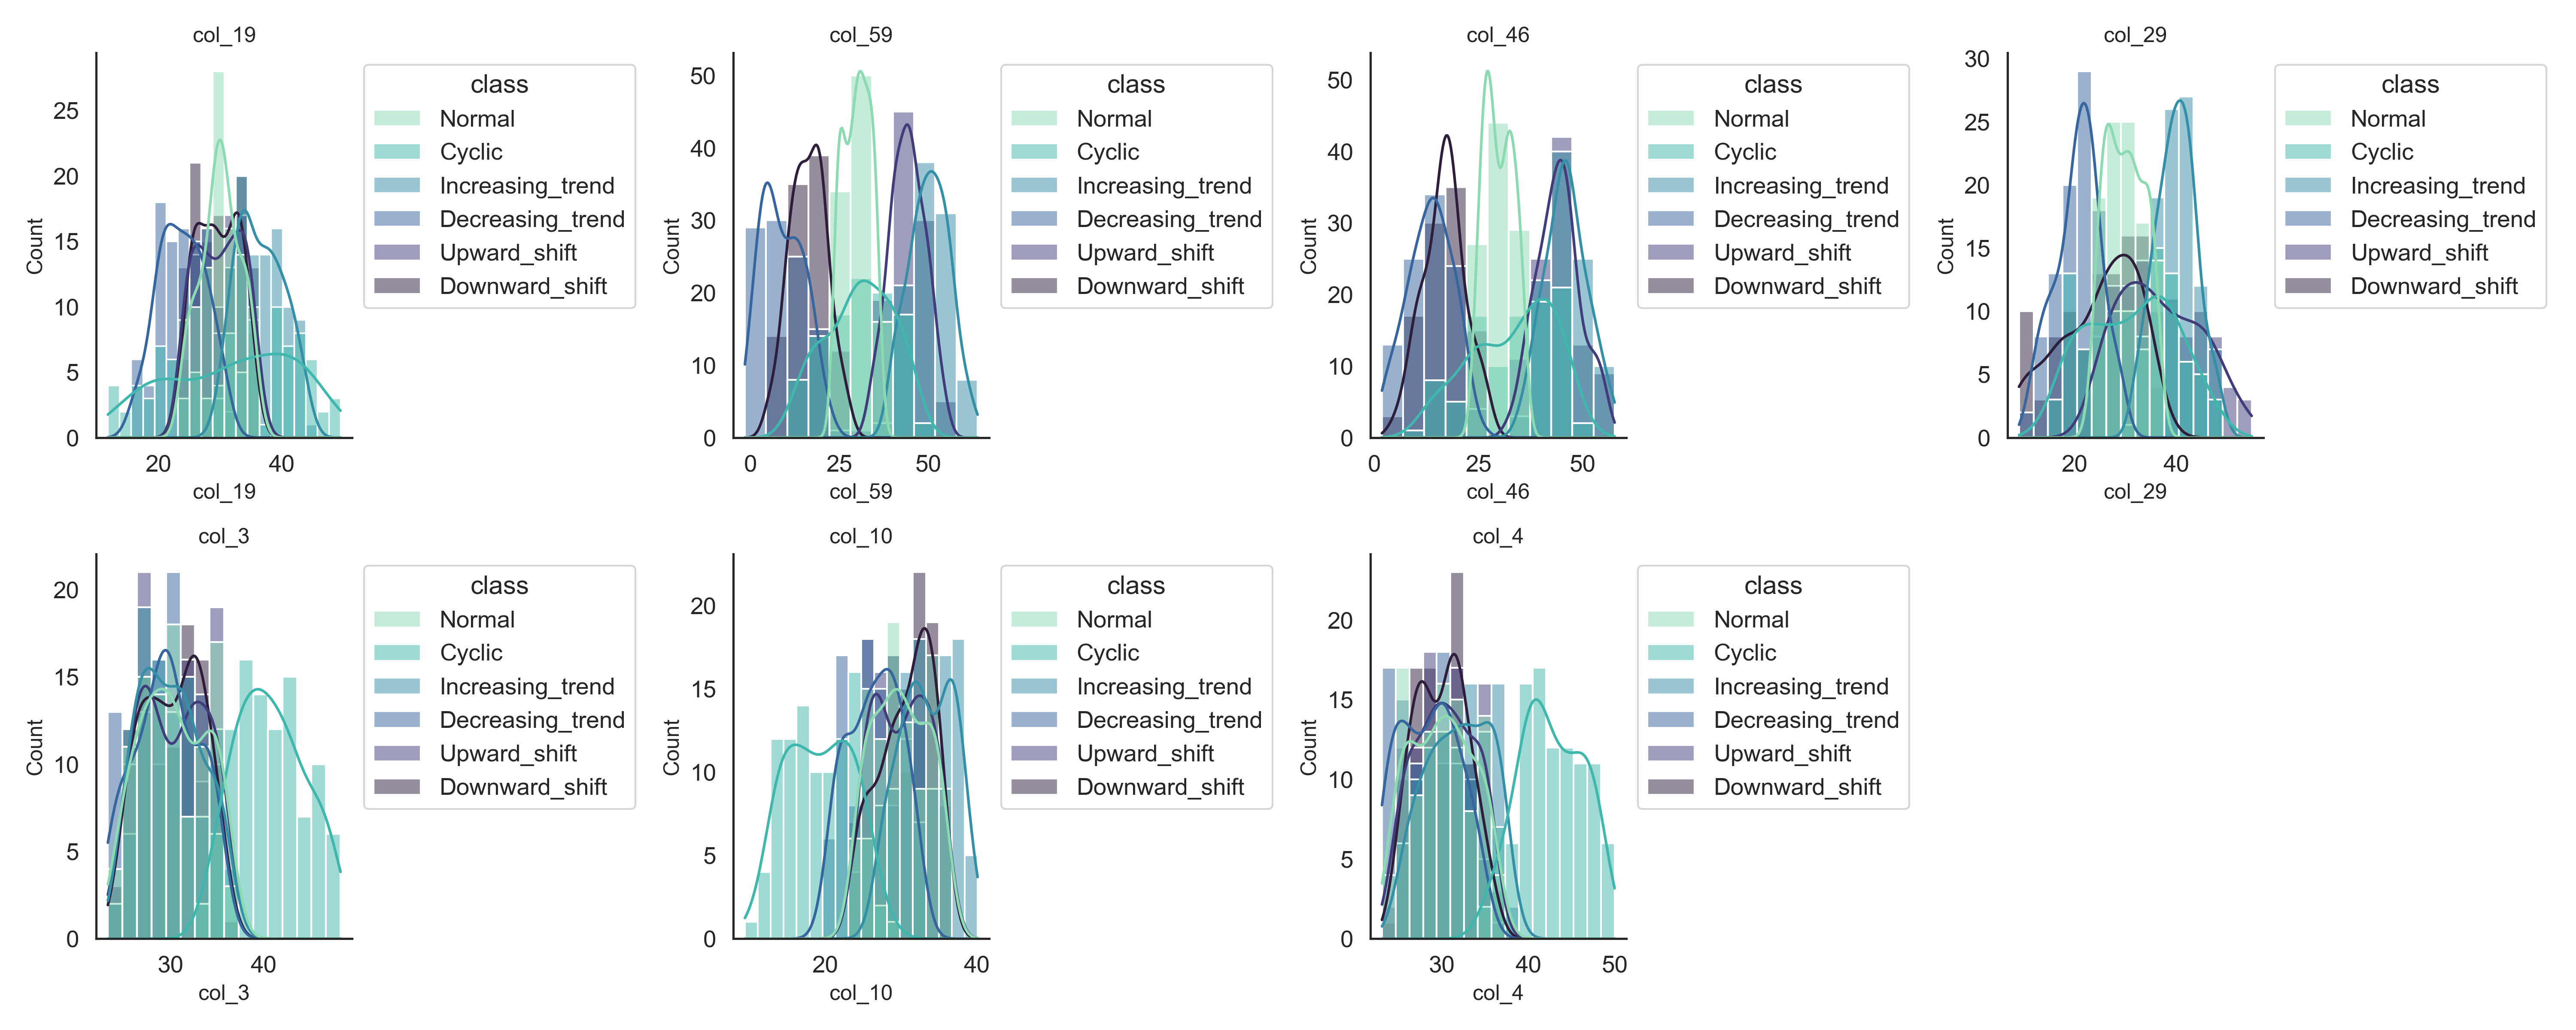 col_19
25
20
15
10
5
0
Count
20 40
col_19
class
Normal
Cyclic
Increasing_trend
Decreasing_trend
Upward_shift
Downward_shift
col_59
50
40
30
20
10
0
Count
0 25 50
col_59
class
Normal
Cyclic
Increasing_trend
Decreasing_trend
Upward_shift
Downward_shift
col_46
50
40
30
20
10
0
Count
0 25 50
col_46
class
Normal
Cyclic
Increasing_trend
Decreasing_trend
Upward_shift
Downward_shift
col_29
30
25
20
15
10
5
0
Count
20 40
col_29
class
Normal
Cyclic
Increasing_trend
Decreasing_trend
Upward_shift
Downward_shift
col_3
20
15
10
5
0
Count
30 40
col_3
class
Normal
Cyclic
Increasing_trend
Decreasing_trend
Upward_shift
Downward_shift
col_10
20
15
10
5
0
Count
20 40
col_10
class
Normal
Cyclic
Increasing_trend
Decreasing_trend
Upward_shift
Downward_shift
col_4
20
15
10
5
0
Count
30 40 50
col_4
class
Normal
Cyclic
Increasing_trend
Decreasing_trend
Upward_shift
Downward_shift